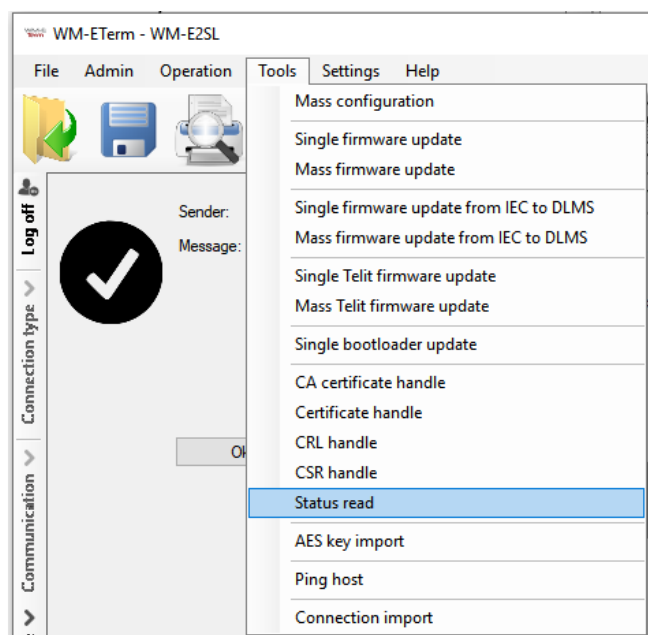 WM-ETerm - WM-E2SL
File Admin Operation Tools Settings Help
Mass configuration
Single firmware update
Mass firmware update
Single firmware update from IEC to DLMS
Mass firmware update from IEC to DLMS
Single Telit firmware update
Mass Telit firmware update
Single bootloader update
CA certificate handle
Certificate handle
CRL handle
CSR handle
Status read
AES key import
Ping host
Connection import
Log off
Connection type
Communication
Sender:
Message: